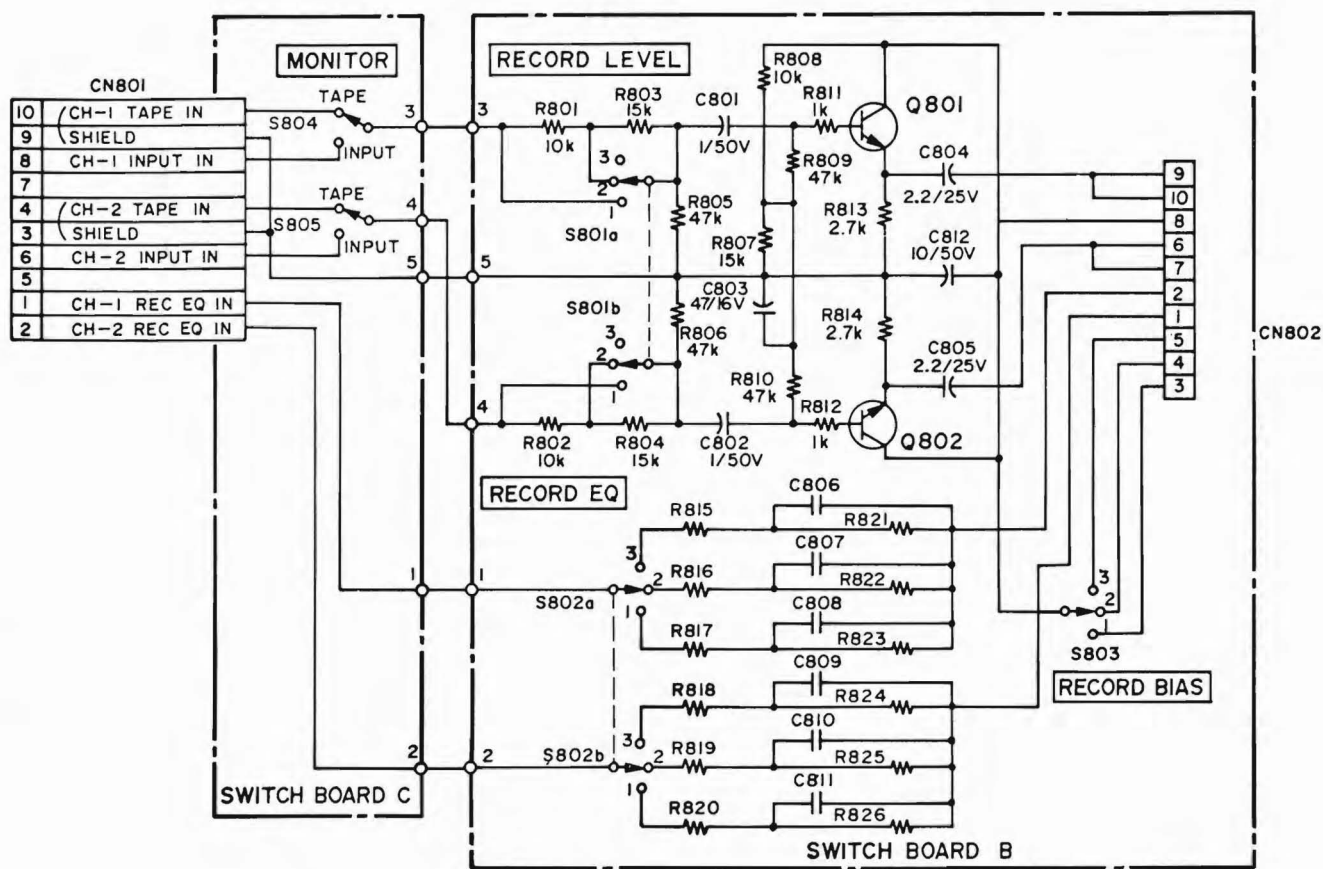 CN801
10 CH-1 TAPE IN
9 SHIELD
8 CH-1 INPUT IN
7
4 CH-2 TAPE IN
3 SHIELD
6 CH-2 INPUT IN
5
1 CH-1 REC EQ IN
2 CH-2 REC EQ IN
MONITOR
TAPE
S804
INPUT
3
TAPE
S805
INPUT
4
5
1
2
SWITCH BOARD C
RECORD LEVEL
3
R801
10k
R803
15k
C801
1/50V
R808
10k
R811
1k
Q801
3
2
1
S801a
R805
47k
R809
47k
R807
15k
R813
2.7k
C804
2.2/25V
C812
10/50V
5
S801b
3
2
1
R806
47k
C803
47/16V
R814
2.7k
C805
2.2/25V
R810
47k
4
R802
10k
R804
15k
C802
1/50V
R812
1k
Q802
9
10
8
6
7
2
1
5
4
3
CN802
RECORD EQ
1
S802a
3
2
1
R815
C806
R821
R816
C807
R822
R817
C808
R823
2
S802b
3
2
1
R818
C809
R824
R819
C810
R825
R820
C811
R826
3
2
1
S803
RECORD BIAS
SWITCH BOARD B